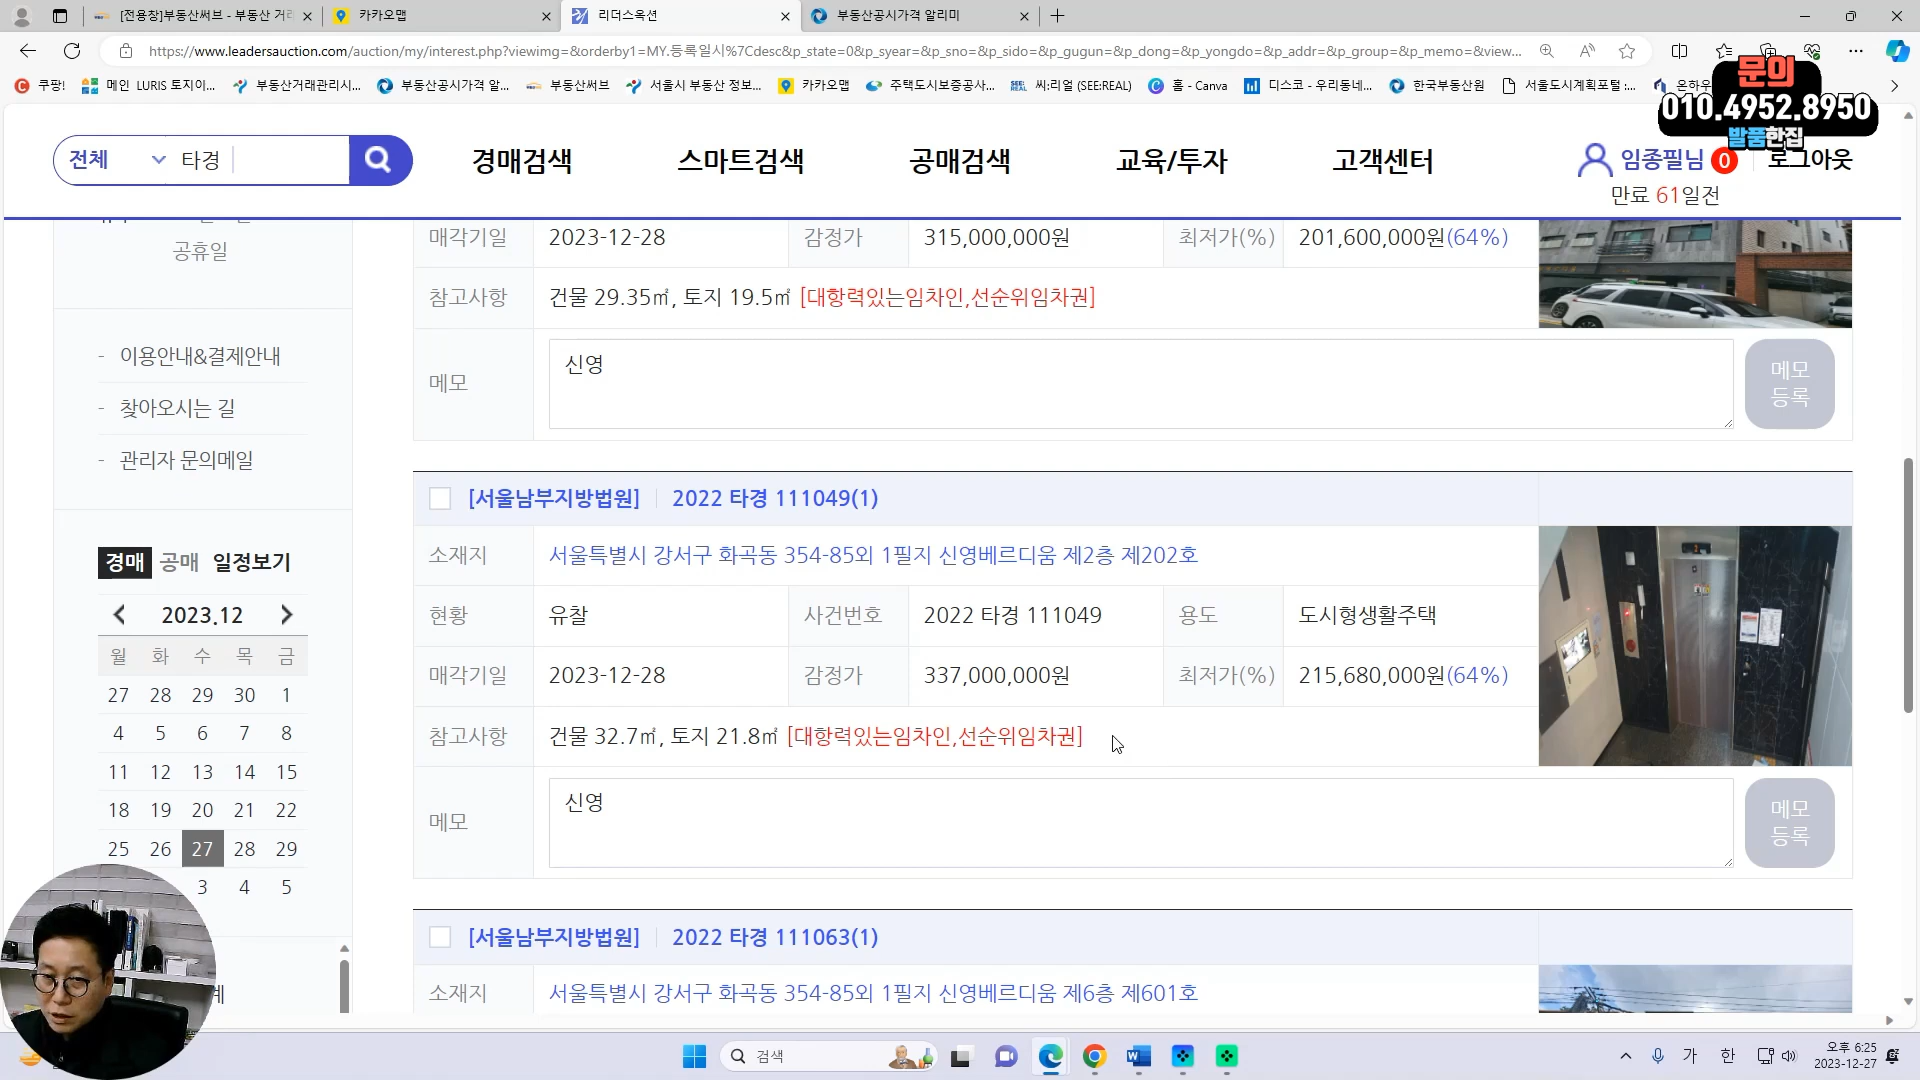 [전용창]부동산써브 - 부동산 거래
카카오맵
리더스옥션
부동산공시가격 알리미
https://www.leadersauction.com/auction/my/interest.php?viewimg=&orderby1=MY.등록일시%7Cdesc&p_state=0&p_syear=&p_sno=&p_sido=&p_gugun=&p_dong=&p_yongdo=&p_addr=&p_group=&p_memo=&view...
쿠팡!
메인 LURIS 토지이...
부동산거래관리시...
부동산공시가격 알...
부동산써브
서울시 부동산 정보...
카카오맵
주택도시보증공사...
씨:리얼 (SEE:REAL)
홈 - Canva
디스코 - 우리동네...
한국부동산원
서울도시계획포털 :...
온하우
문의
010.4952.8950
발품한집
전체 타경
경매검색
스마트검색
공매검색
교육/투자
고객센터
임종필님 0
로그아웃
만료 61일전
공휴일
- 이용안내&결제안내
- 찾아오시는 길
- 관리자 문의메일
경매 공매 일정보기
2023.12
월 화 수 목 금
27 28 29 30 1
4 5 6 7 8
11 12 13 14 15
18 19 20 21 22
25 26 27 28 29
3 4 5
매각기일 2023-12-28 감정가 315,000,000원 최저가(%) 201,600,000원(64%)
참고사항 건물 29.35㎡, 토지 19.5㎡ [대항력있는임차인,선순위임차권]
메모 신영
메모
등록
[서울남부지방법원] 2022 타경 111049(1)
소재지 서울특별시 강서구 화곡동 354-85외 1필지 신영베르디움 제2층 제202호
현황 유찰 사건번호 2022 타경 111049 용도 도시형생활주택
매각기일 2023-12-28 감정가 337,000,000원 최저가(%) 215,680,000원(64%)
참고사항 건물 32.7㎡, 토지 21.8㎡ [대항력있는임차인,선순위임차권]
메모 신영
메모
등록
[서울남부지방법원] 2022 타경 111063(1)
소재지 서울특별시 강서구 화곡동 354-85외 1필지 신영베르디움 제6층 제601호
검색
가 한
오후 6:25
2023-12-27